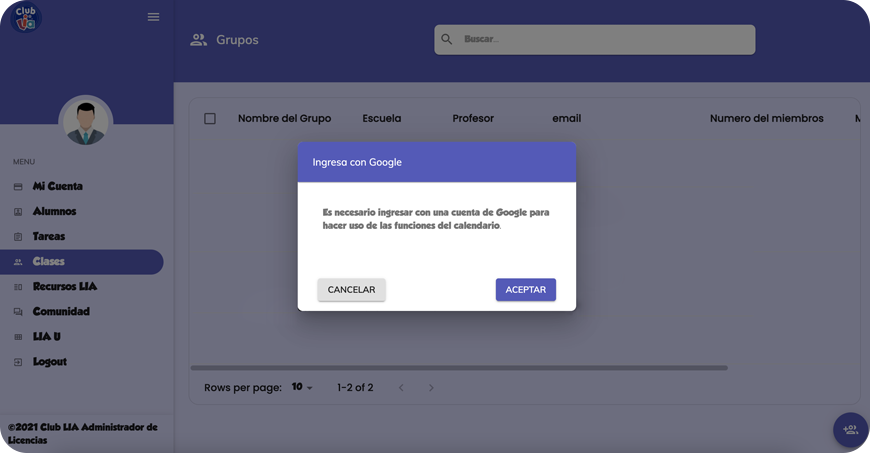 Club
LIA
Grupos
Buscar...
Nombre del Grupo Escuela Profesor email Numero del miembros
MENU
Mi Cuenta
Alumnos
Tareas
Clases
Recursos LIA
Comunidad
LIA U
Logout
©2021 Club LIA Administrador de
Licencias
Ingresa con Google
Es necesario ingresar con una cuenta de Google para
hacer uso de las funciones del calendario.
CANCELAR ACEPTAR
Rows per page: 10 1-2 of 2